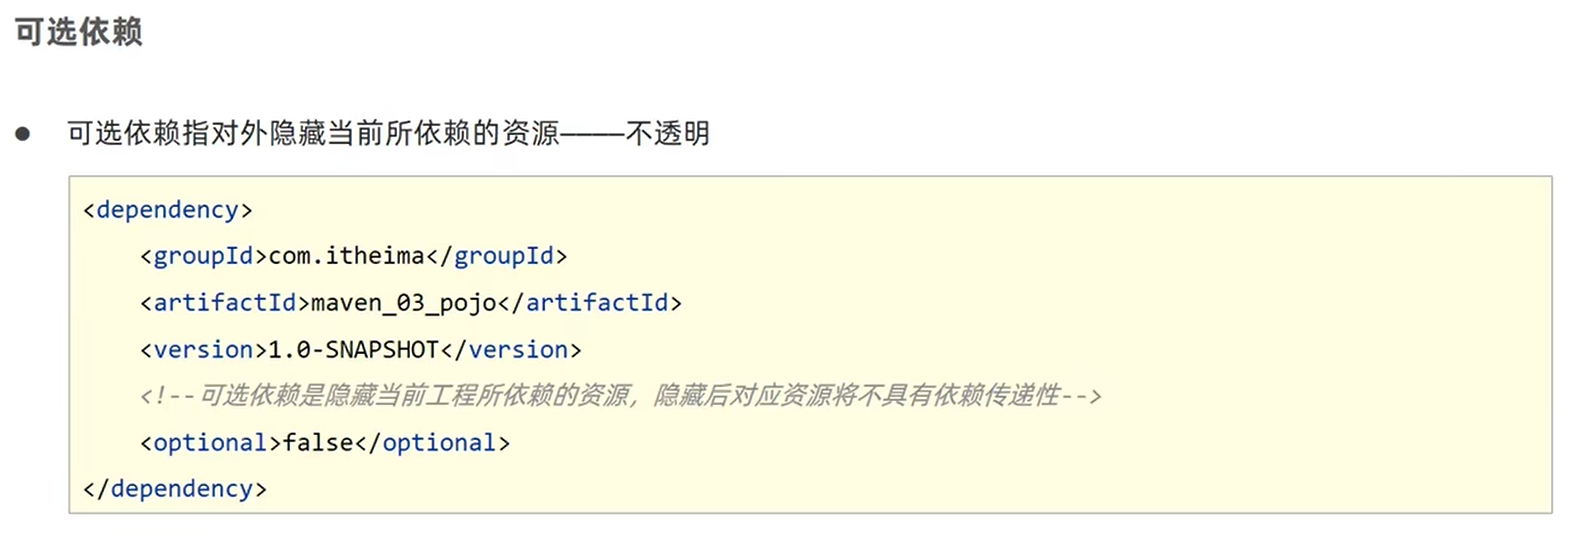 可选依赖
● 可选依赖指对外隐藏当前所依赖的资源————不透明
<dependency>
    <groupId>com.itheima</groupId>
    <artifactId>maven_03_pojo</artifactId>
    <version>1.0-SNAPSHOT</version>
    <!--可选依赖是隐藏当前工程所依赖的资源，隐藏后对应资源将不具有依赖传递性-->
    <optional>false</optional>
</dependency>